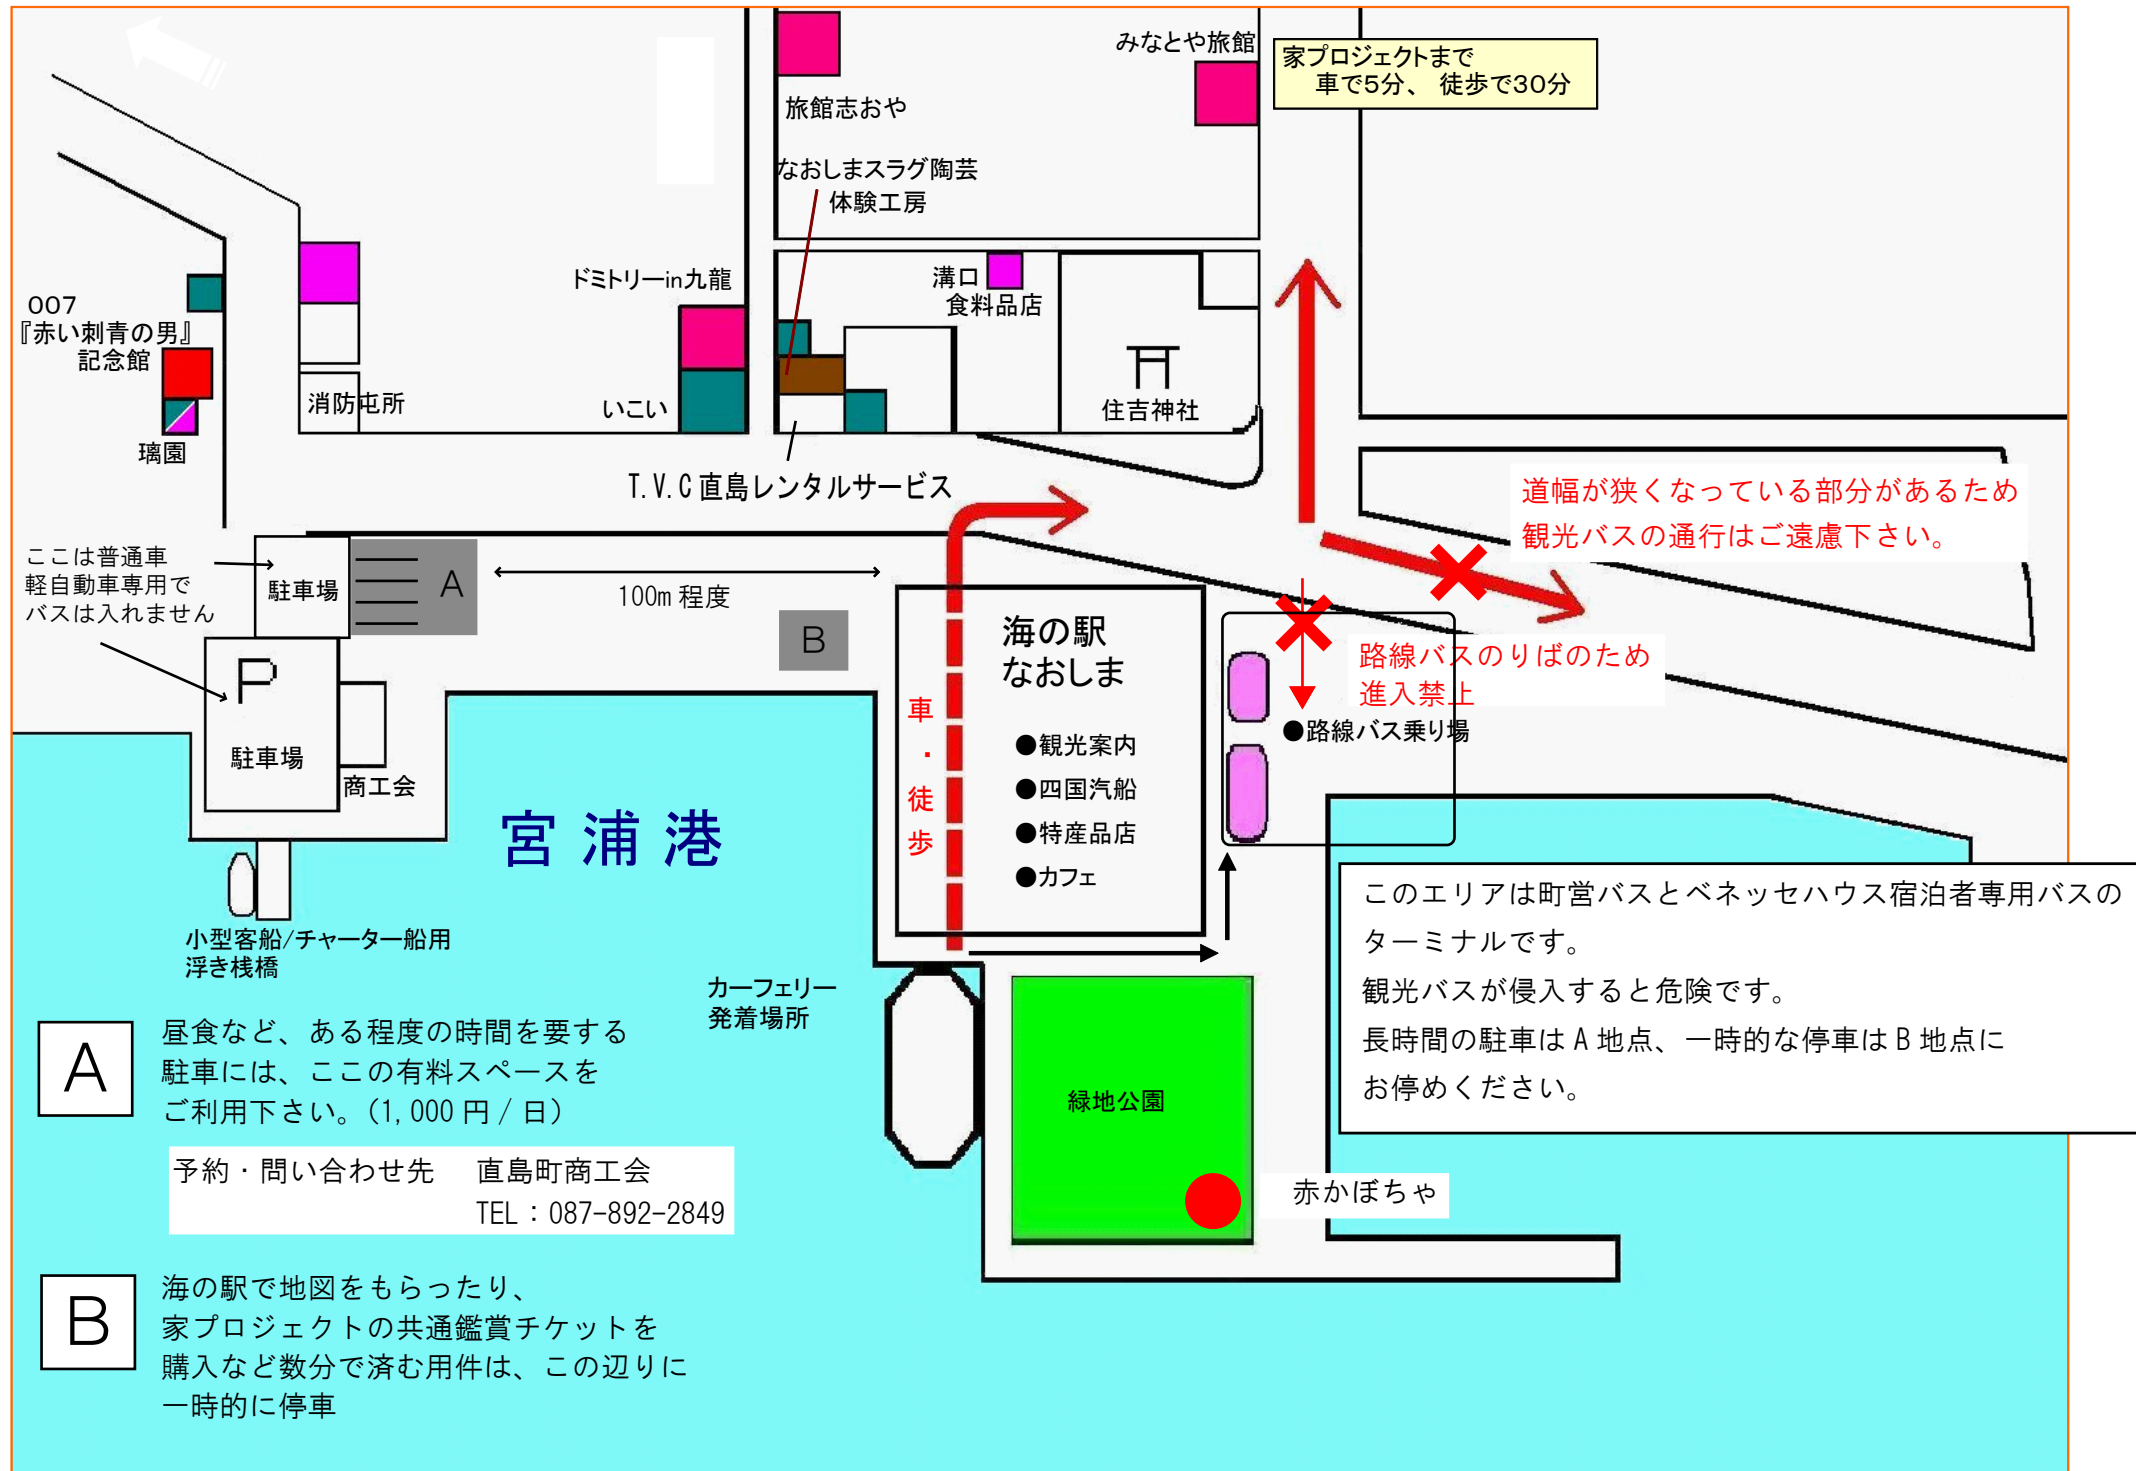 みなとや旅館
家プロジェクトまで
車で5分、 徒歩で30分
旅館志おや
なおしまスラグ陶芸
体験工房
007
『赤い刺青の男』
記念館
璃園
消防屯所
ドミトリーin九龍
いこい
溝口
食料品店
住吉神社
T.V.C直島レンタルサービス
道幅が狭くなっている部分があるため
観光バスの通行はご遠慮下さい。
ここは普通車
軽自動車専用で
バスは入れません
駐車場
A
100m 程度
B
P
駐車場
商工会
海の駅
なおしま
●観光案内
●四国汽船
●特産品店
●カフェ
車・徒歩
路線バスのりばのため
進入禁止
●路線バス乗り場
宮浦港
小型客船/チャーター船用
浮き桟橋
カーフェリー
発着場所
このエリアは町営バスとベネッセハウス宿泊者専用バスの
ターミナルです。
観光バスが侵入すると危険です。
長時間の駐車は A 地点、一時的な停車は B 地点に
お停めください。
緑地公園
赤かぼちゃ
A
昼食など、ある程度の時間を要する
駐車には、ここの有料スペースを
ご利用下さい。(1,000 円 / 日)
予約・問い合わせ先 直島町商工会
TEL：087-892-2849
B
海の駅で地図をもらったり、
家プロジェクトの共通鑑賞チケットを
購入など数分で済む用件は、この辺りに
一時的に停車